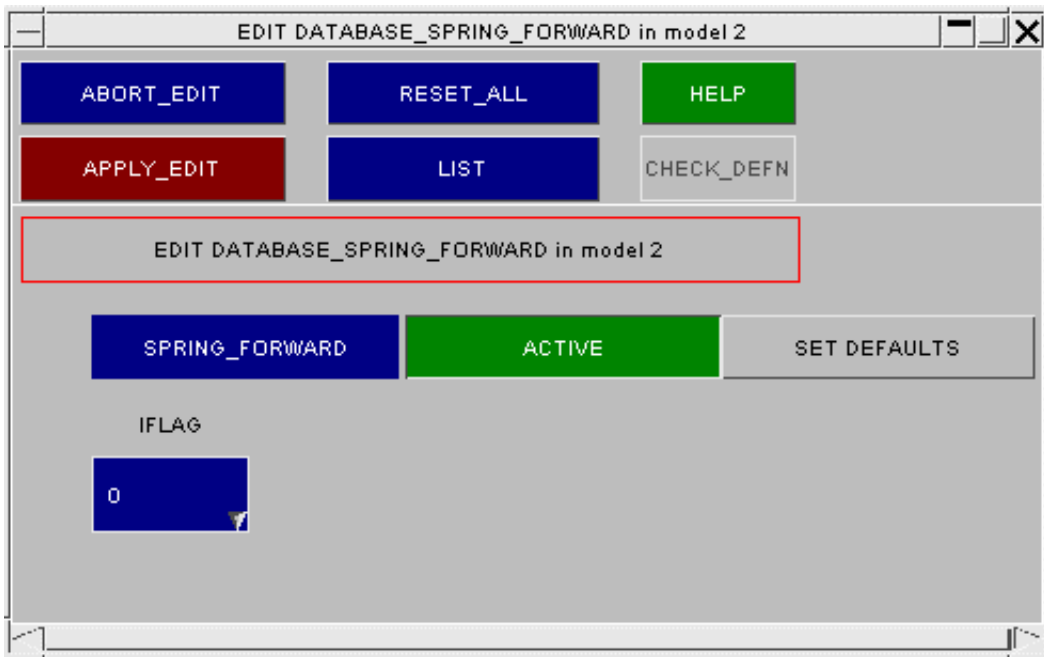 EDIT DATABASE_SPRING_FORWARD in model 2
ABORT_EDIT RESET_ALL HELP
APPLY_EDIT LIST CHECK_DEFN
EDIT DATABASE_SPRING_FORWARD in model 2
SPRING_FORWARD ACTIVE SET DEFAULTS
IFLAG
0